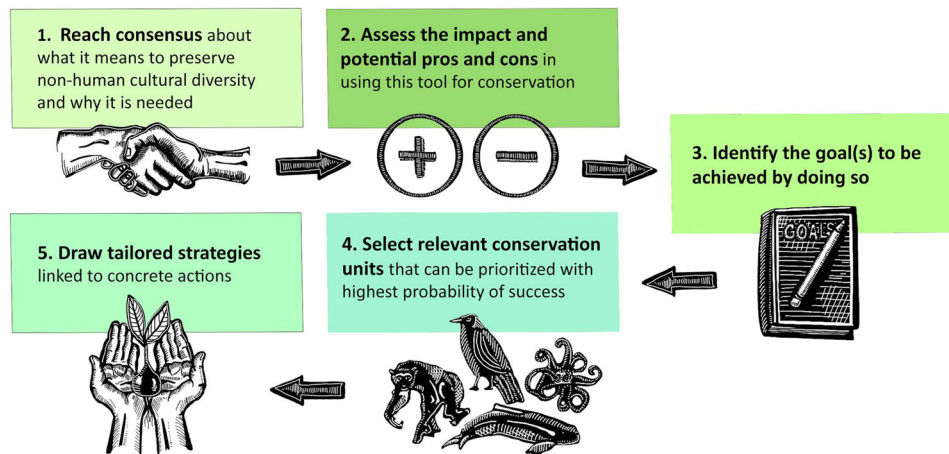 1. Reach consensus about
what it means to preserve
non-human cultural diversity
and why it is needed
2. Assess the impact and
potential pros and cons in
using this tool for conservation
3. Identify the goal(s) to be
achieved by doing so
GOALS
4. Select relevant conservation
units that can be prioritized with
highest probability of success
5. Draw tailored strategies
linked to concrete actions